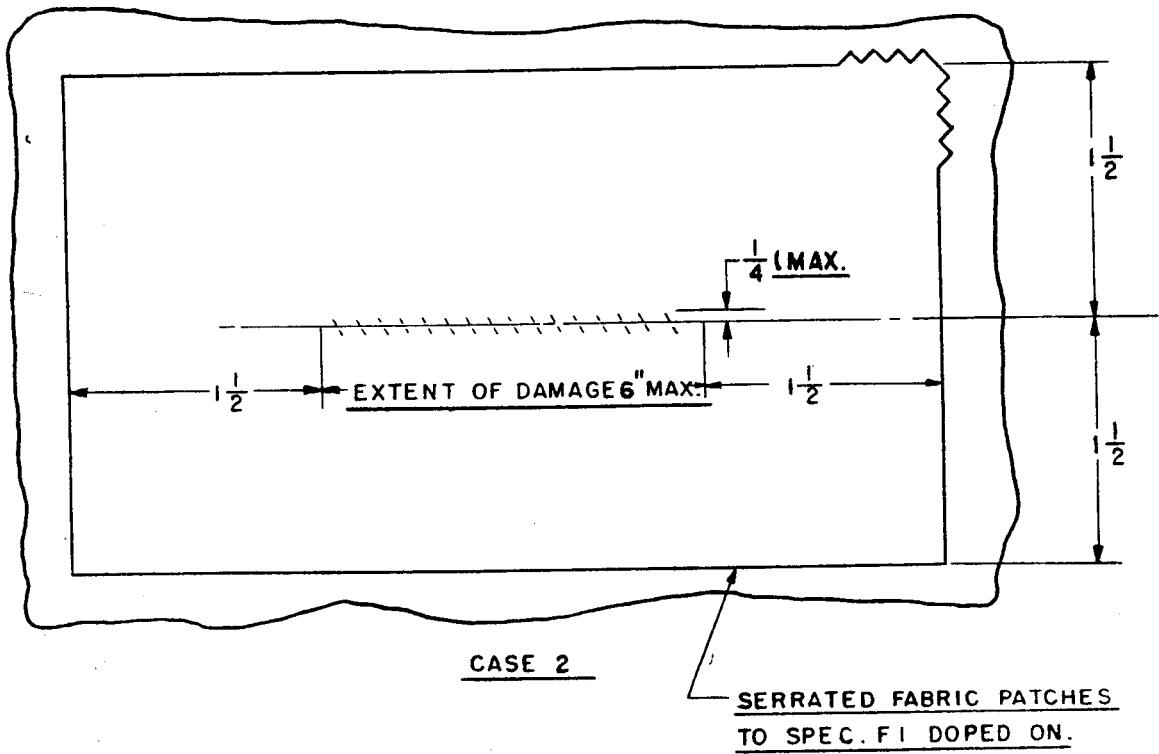 1 1/2
1/4 (MAX.
1 1/2
EXTENT OF DAMAGE 6" MAX.
1 1/2
1 1/2
CASE 2
SERRATED FABRIC PATCHES
TO SPEC. F1 DOPED ON.